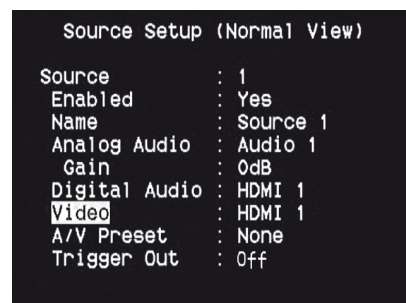 Source Setup (Normal View)
Source : 1
Enabled : Yes
Name : Source 1
Analog Audio : Audio 1
Gain : 0dB
Digital Audio : HDMI 1
Video : HDMI 1
A/V Preset : None
Trigger Out : Off